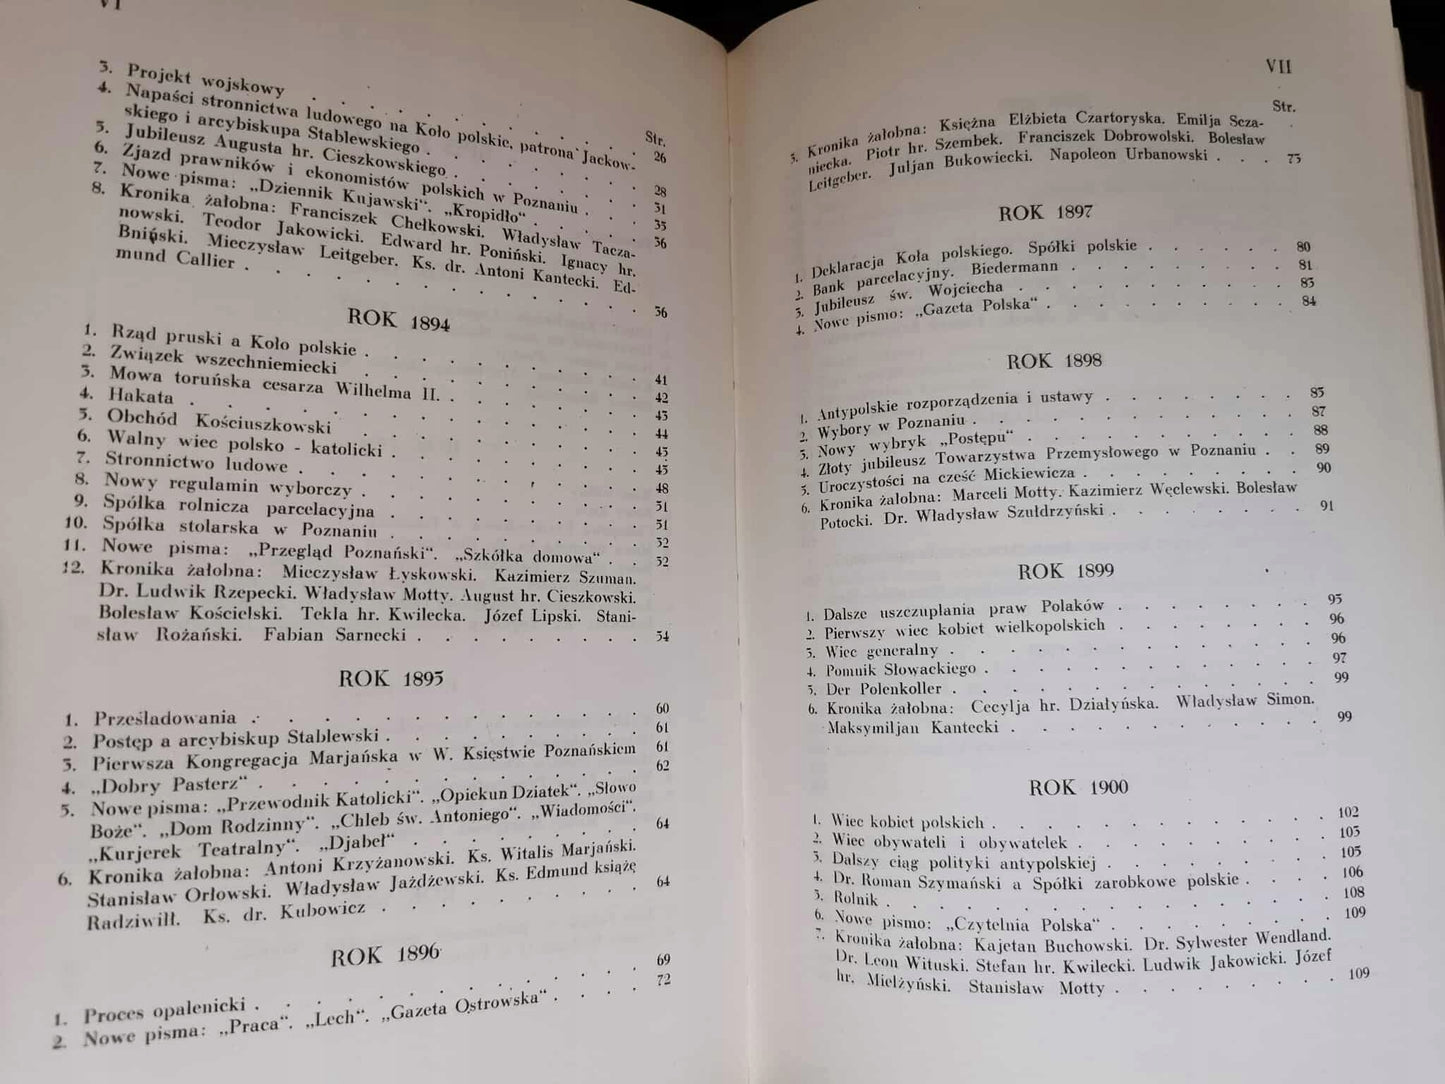 VI
Str.
3. Projekt wojskowy . . . . . . . . . 26
4. Napaści stronnictwa ludowego na Koło polskie, patrona Jackow-
skiego i arcybiskupa Stablewskiego . . . . . . 28
5. Jubileusz Augusta hr. Cieszkowskiego . . . . . . 31
6. Zjazd prawników i ekonomistów polskich w Poznaniu . . . 35
7. Nowe pisma: „Dziennik Kujawski“. „Kropidło“ . . . . 36
8. Kronika żałobna: Franciszek Chełkowski. Władysław Tacza-
nowski. Teodor Jakowicki. Edward hr. Poniński. Ignacy hr.
Bniński. Mieczysław Leitgeber. Ks. dr. Antoni Kantecki. Ed-
mund Callier . . . . . . . . . . . 36
ROK 1894
1. Rząd pruski a Koło polskie . . . . . . . . . 41
2. Związek wszechniemiecki . . . . . . . . . 42
3. Mowa toruńska cesarza Wilhelma II. . . . . . . . 43
4. Hakata . . . . . . . . . . . . 44
5. Obchód Kościuszkowski . . . . . . . . . 45
6. Walny wiec polsko - katolicki . . . . . . . . 45
7. Stronnictwo ludowe . . . . . . . . . . 48
8. Nowy regulamin wyborczy . . . . . . . . . 51
9. Spółka rolnicza parcelacyjna . . . . . . . . 51
10. Spółka stolarska w Poznaniu . . . . . . . . 52
11. Nowe pisma: „Przegląd Poznański“. „Szkółka domowa“ . . 52
12. Kronika żałobna: Mieczysław Łyskowski. Kazimierz Szuman.
Dr. Ludwik Rzepecki. Władysław Motty. August hr. Cieszkowski.
Bolesław Kościelski. Tekla hr. Kwilecka. Józef Lipski. Stani-
sław Rożański. Fabian Sarnecki . . . . . . . . 54
ROK 1895
1. Prześladowania . . . . . . . . . . . 60
2. Postęp a arcybiskup Stablewski . . . . . . . . 61
3. Pierwsza Kongregacja Marjańska w W. Księstwie Poznańskiem 61
4. „Dobry Pasterz“ . . . . . . . . . . . 62
5. Nowe pisma: „Przewodnik Katolicki“. „Opiekun Dziatek“. „Słowo
Boże“. „Dom Rodzinny“. „Chleb św. Antoniego“. „Wiadomości“.
„Kurjerek Teatralny“. „Djabeł“ . . . . . . . . 64
6. Kronika żałobna: Antoni Krzyżanowski. Ks. Witalis Marjański.
Stanisław Orłowski. Władysław Jażdżewski. Ks. Edmund książę
Radziwiłł. Ks. dr. Kubowicz . . . . . . . . 64
ROK 1896
1. Proces opalenicki . . . . . . . . . . . 69
2. Nowe pisma: „Praca“. „Lech“. „Gazeta Ostrowska“ . . . . 72
VII
Str.
3. Kronika żałobna: Księżna Elżbieta Czartoryska. Emilja Scza-
niecka. Piotr hr. Szembek. Franciszek Dobrowolski. Bolesław
Leitgeber. Juljan Bukowiecki. Napoleon Urbanowski . . . 73
ROK 1897
1. Deklaracja Koła polskiego. Spółki polskie . . . . . . 80
2. Bank parcelacyjny. Biedermann . . . . . . . . 81
3. Jubileusz św. Wojciecha . . . . . . . . . 83
4. Nowe pismo: „Gazeta Polska“ . . . . . . . . 84
ROK 1898
1. Antypolskie rozporządzenia i ustawy . . . . . . . 85
2. Wybory w Poznaniu . . . . . . . . . . 87
3. Nowy wybryk „Postępu“ . . . . . . . . . 88
4. Złoty jubileusz Towarzystwa Przemysłowego w Poznaniu . . 89
5. Uroczystości na cześć Mickiewicza . . . . . . . . 90
6. Kronika żałobna: Marceli Motty. Kazimierz Węclewski. Bolesław
Potocki. Dr. Władysław Szułdrzyński . . . . . . . 91
ROK 1899
1. Dalsze uszczuplania praw Polaków . . . . . . . 95
2. Pierwszy wiec kobiet wielkopolskich . . . . . . . 96
3. Wiec generalny . . . . . . . . . . . 96
4. Pomnik Słowackiego . . . . . . . . . . 97
5. Der Polenkoller . . . . . . . . . . . 99
6. Kronika żałobna: Cecylja hr. Działyńska. Władysław Simon.
Maksymiljan Kantecki . . . . . . . . . . 99
ROK 1900
1. Wiec kobiet polskich . . . . . . . . . . 102
2. Wiec obywateli i obywatelek . . . . . . . . 103
3. Dalszy ciąg polityki antypolskiej . . . . . . . . 105
4. Dr. Roman Szymański a Spółki zarobkowe polskie . . . . 106
5. Rolnik . . . . . . . . . . . . . 108
6. Nowe pismo: „Czytelnia Polska“ . . . . . . . . 109
7. Kronika żałobna: Kajetan Buchowski. Dr. Sylwester Wendland.
Dr. Leon Wituski. Stefan hr. Kwilecki. Ludwik Jakowicki. Józef
hr. Mielżyński. Stanisław Motty . . . . . . . . 109